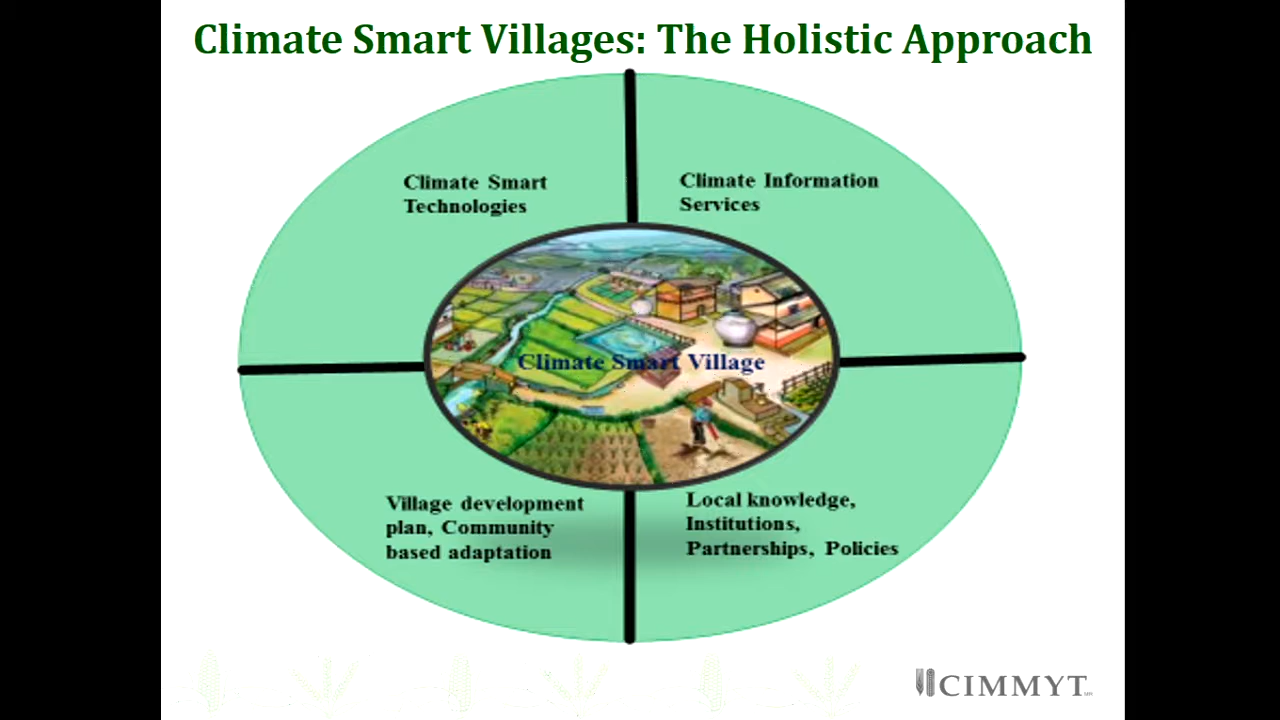 Climate Smart Villages: The Holistic Approach
Climate Smart
Technologies
Climate Information
Services
Climate Smart Village
Village development
plan, Community
based adaptation
Local knowledge,
Institutions,
Partnerships, Policies
CIMMYT